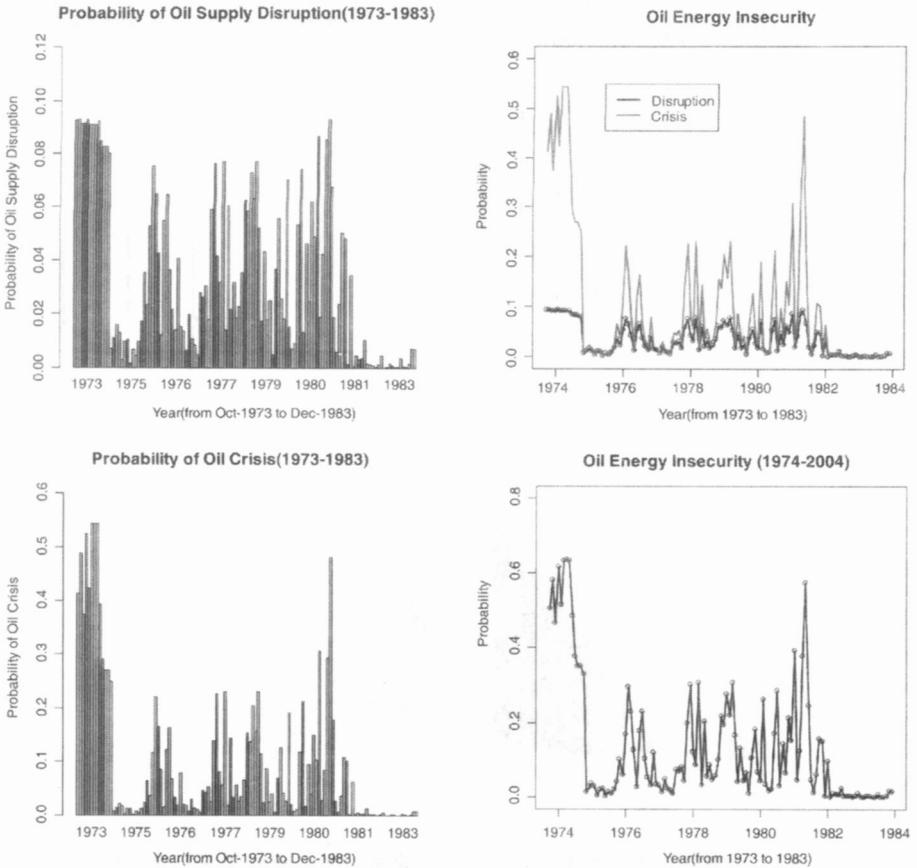 Probability of Oil Supply Disruption(1973-1983)
Probability of Oil Supply Disruption
0.12
0.10
0.08
0.06
0.04
0.02
0.00
1973 1975 1976 1977 1979 1980 1981 1983
Year(from Oct-1973 to Dec-1983)
Oil Energy Insecurity
Probability
0.6
0.5
0.4
0.3
0.2
0.1
0.0
Disruption
Crisis
1974 1976 1978 1980 1982 1984
Year(from 1973 to 1983)
Probability of Oil Crisis(1973-1983)
Probability of Oil Crisis
0.6
0.5
0.4
0.3
0.2
0.1
0.0
1973 1975 1976 1977 1979 1980 1981 1983
Year(from Oct-1973 to Dec-1983)
Oil Energy Insecurity (1974-2004)
Probability
0.8
0.6
0.4
0.2
0.0
1974 1976 1978 1980 1982 1984
Year(from 1973 to 1983)